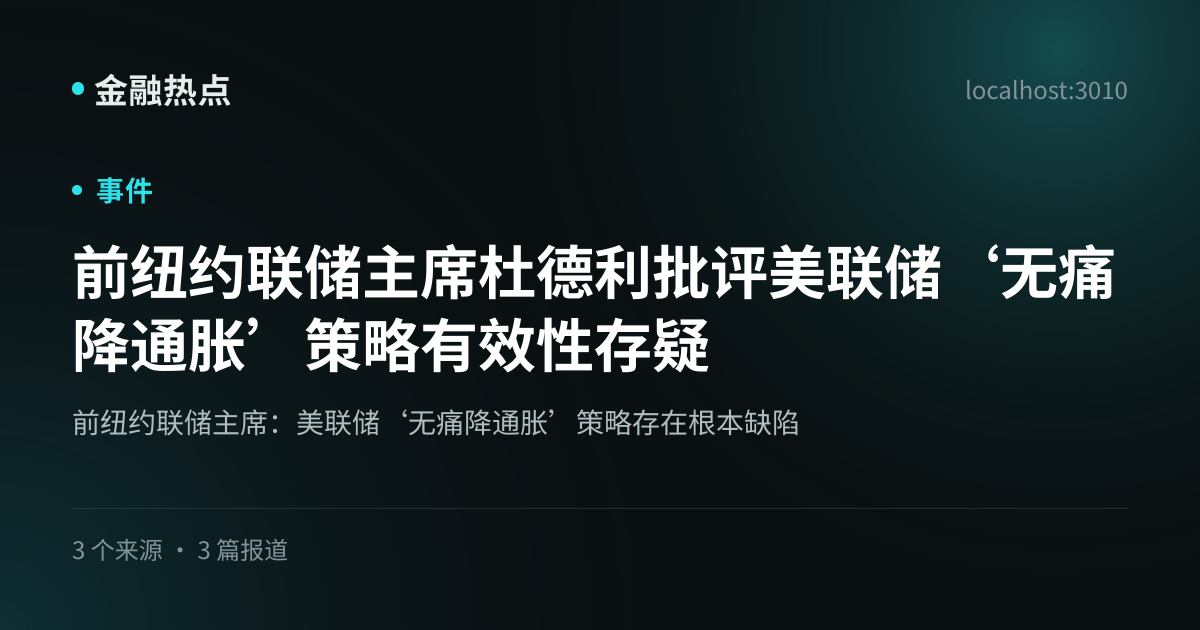 金融热点
localhost:3010
事件
前纽约联储主席杜德利批评美联储‘无痛
降通胀’策略有效性存疑
前纽约联储主席：美联储‘无痛降通胀’策略存在根本缺陷
3 个来源 · 3 篇报道